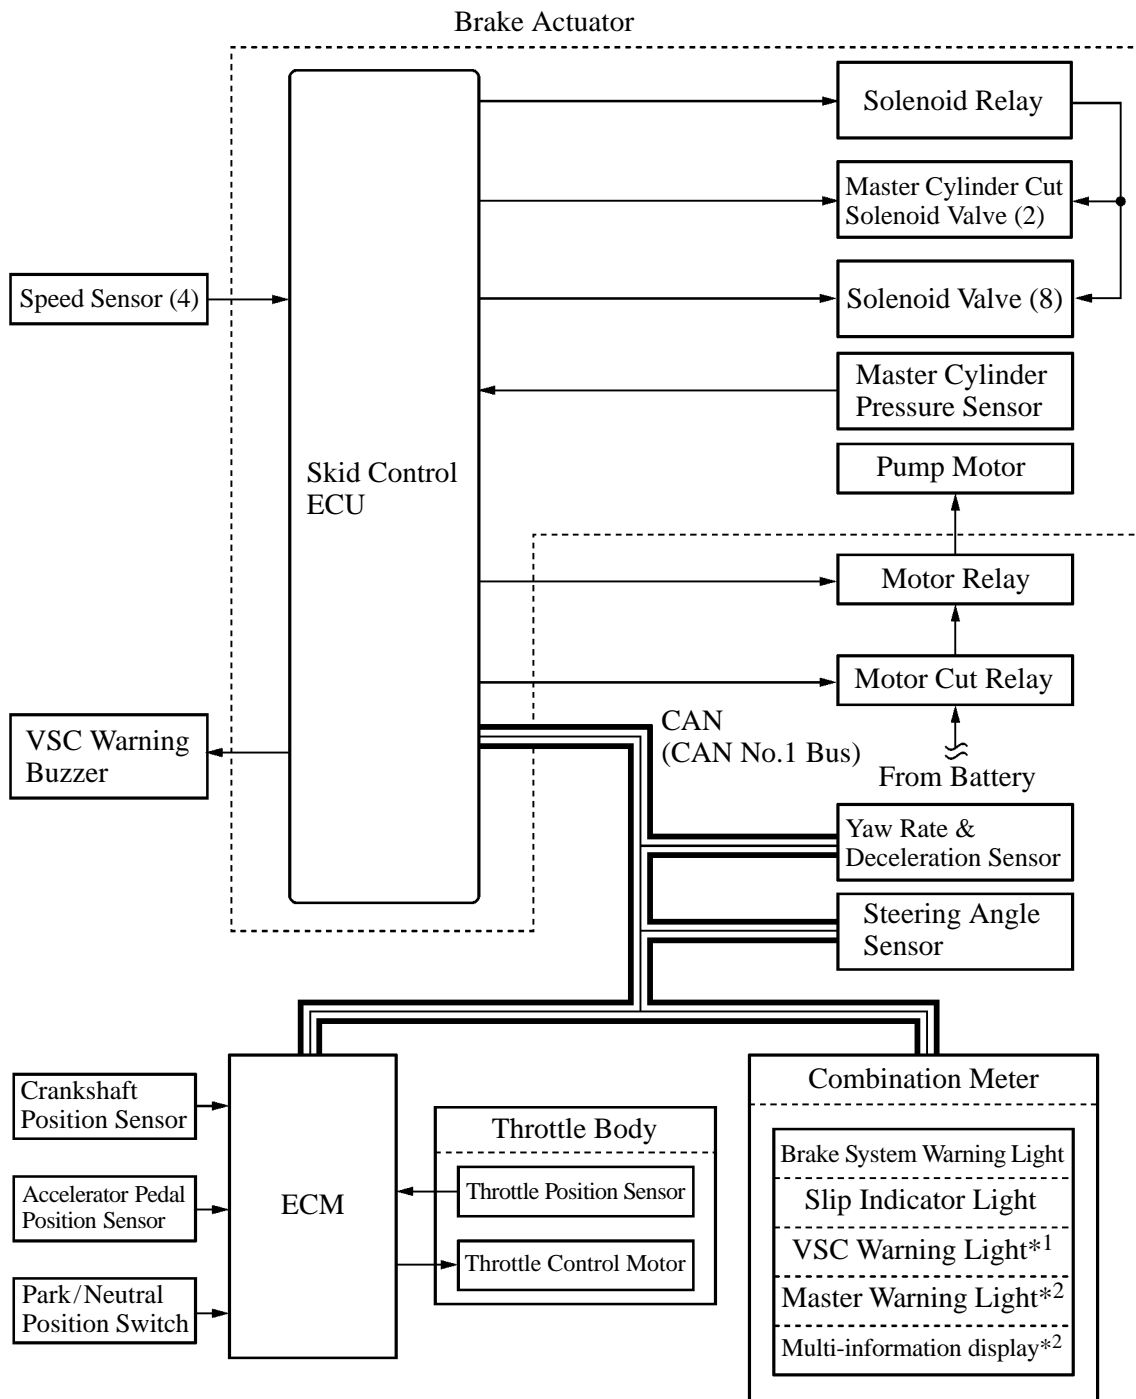 Brake Actuator
Solenoid Relay
Master Cylinder Cut
Solenoid Valve (2)
Speed Sensor (4)
Solenoid Valve (8)
Master Cylinder
Pressure Sensor
Skid Control
ECU
Pump Motor
Motor Relay
Motor Cut Relay
VSC Warning
Buzzer
CAN
(CAN No.1 Bus)
From Battery
Yaw Rate &
Deceleration Sensor
Steering Angle
Sensor
Crankshaft
Position Sensor
Accelerator Pedal
Position Sensor
Park/Neutral
Position Switch
ECM
Throttle Body
Throttle Position Sensor
Throttle Control Motor
Combination Meter
Brake System Warning Light
Slip Indicator Light
VSC Warning Light*1
Master Warning Light*2
Multi-information display*2